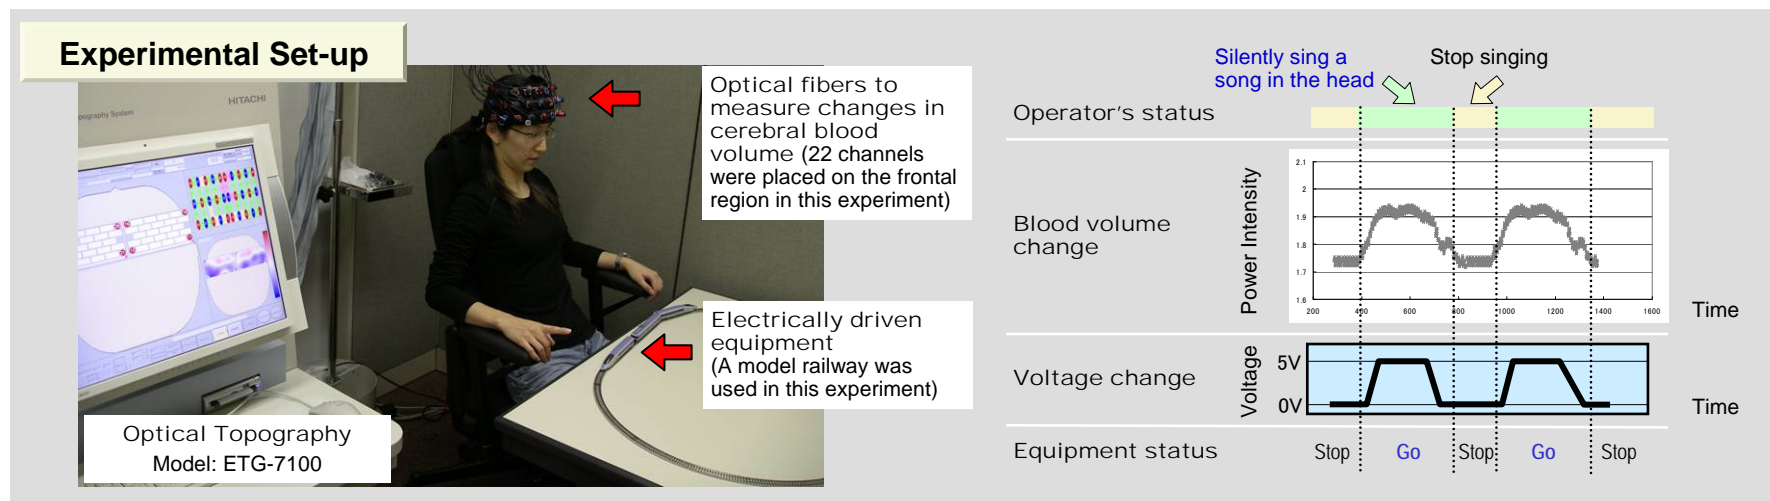 Experimental Set-up
HITACHI
Optical fibers to
measure changes in
cerebral blood
volume (22 channels
were placed on the frontal
region in this experiment)
Electrically driven
equipment
(A model railway was
used in this experiment)
Optical Topography
Model: ETG-7100
Silently sing a
song in the head
Stop singing
Operator's status
Blood volume
change
Power Intensity
2.1
2
1.9
1.8
1.7
1.6
200 400 600 800 1000 1200 1400 1600
Time
Voltage change
Voltage
5V
0V
Time
Equipment status
Stop Go Stop Go Stop